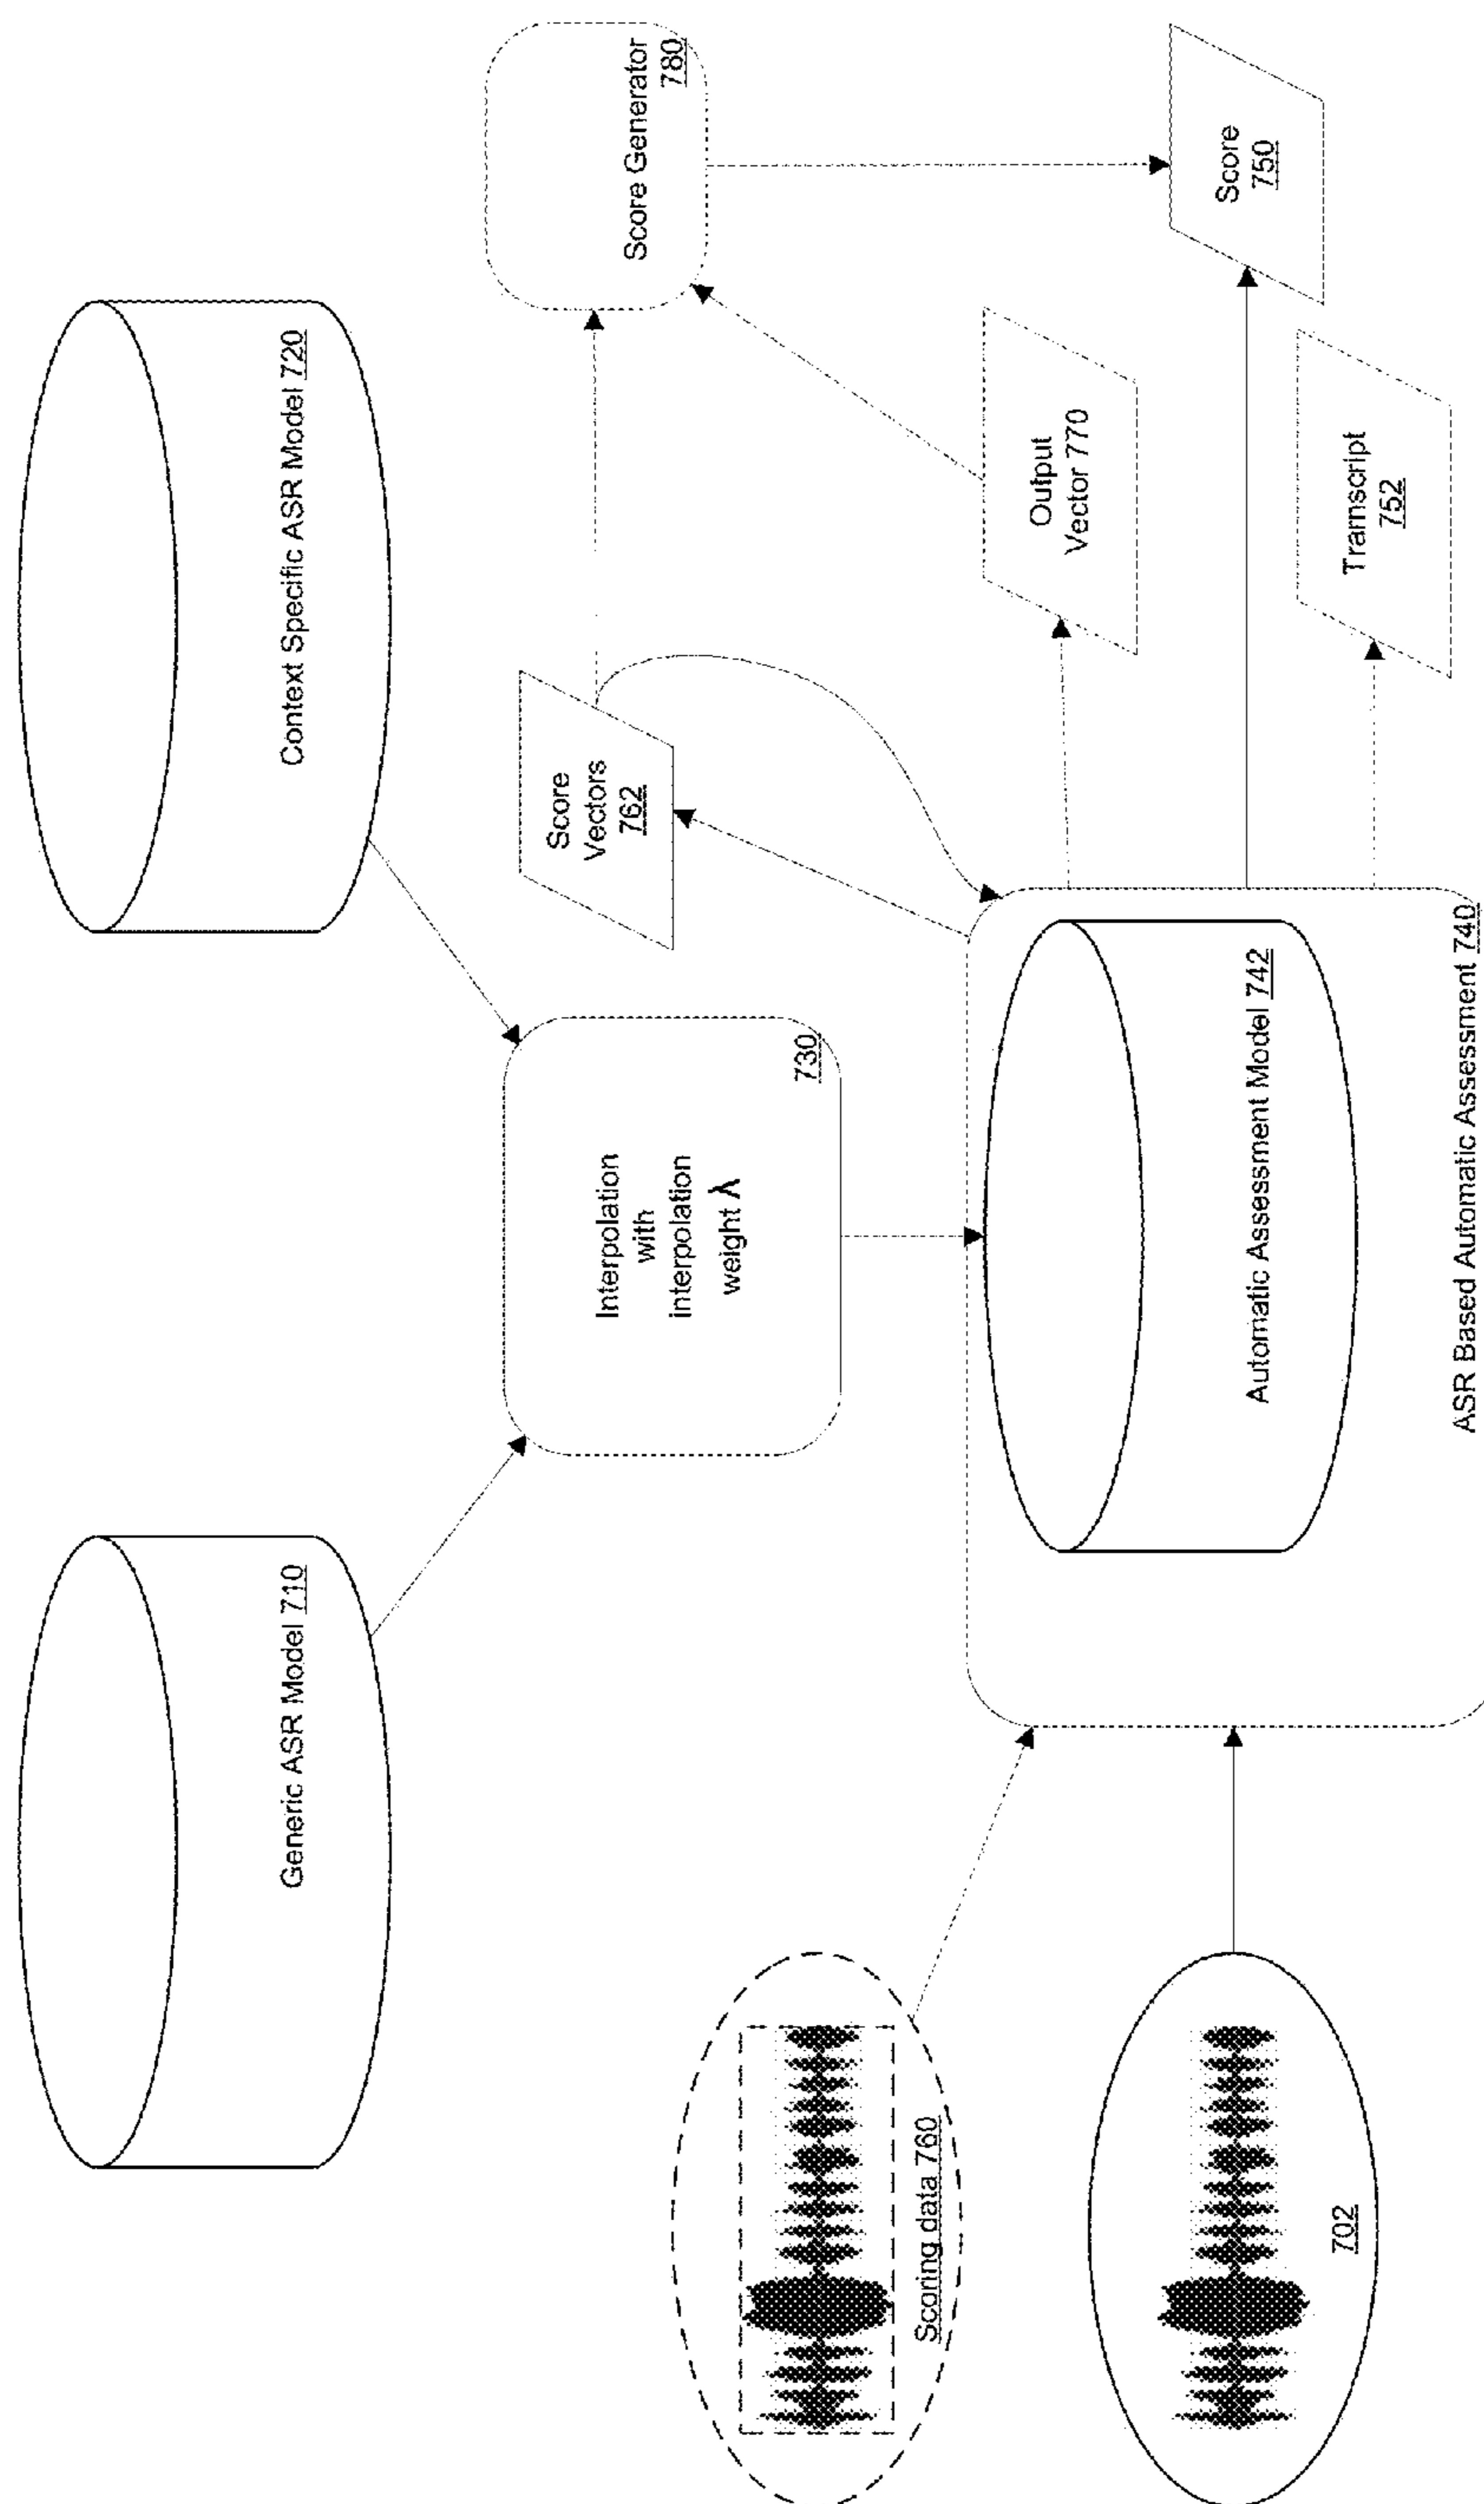 Generic ASR Model 710
Context Specific ASR Model 720
Interpolation
with
interpolation
weight λ
730
Score
Vectors
762
Score Generator
780
Scoring data 760
702
Automatic Assessment Model 742
ASR Based Automatic Assessment 740
Output
Vector 770
Score
750
Transcript
752